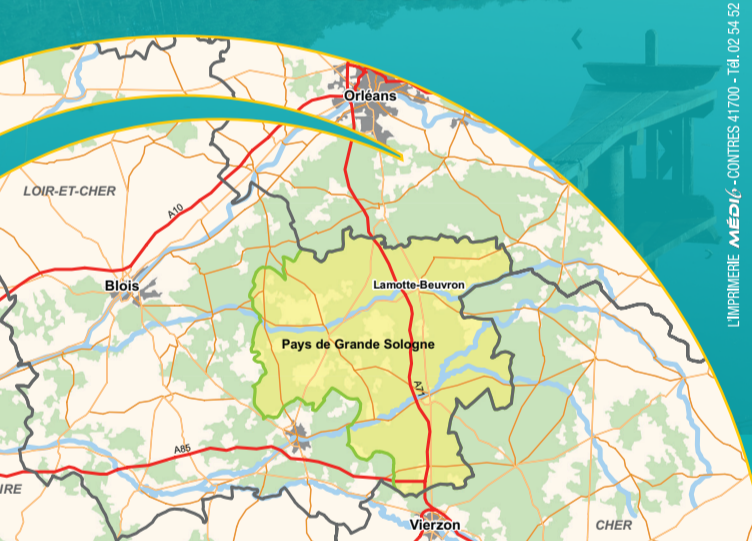 Orléans
LOIR-ET-CHER
A10
Blois
Lamotte-Beuvron
Pays de Grande Sologne
A71
A85
IRE
Vierzon
CHER
L'IMPRIMERIE MÉDI6 - CONTRES 41700 - Tél. 02 54 52